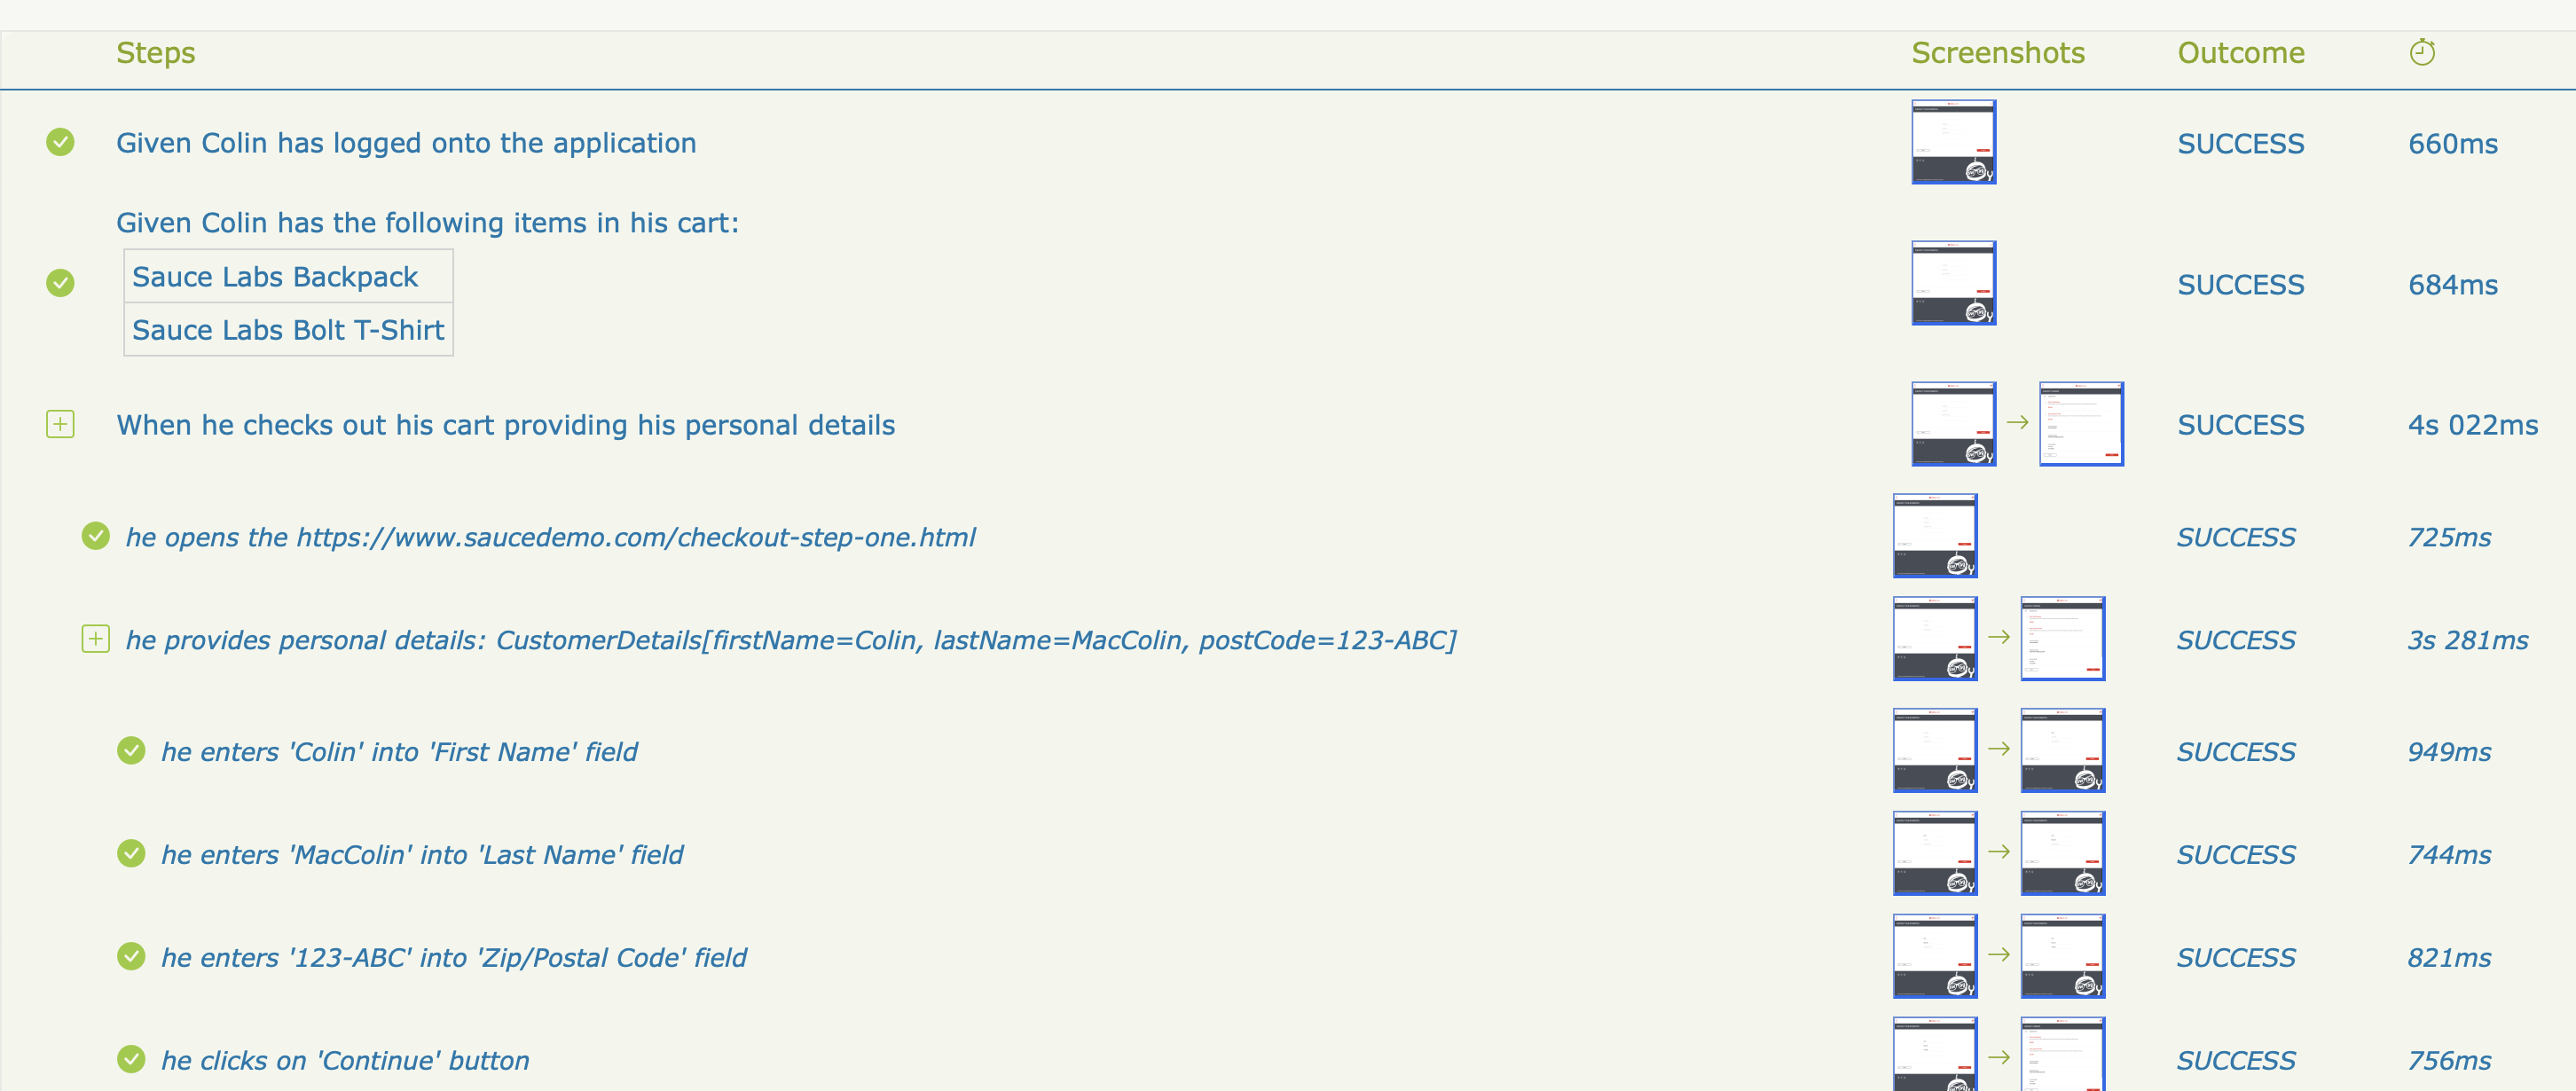 Steps Screenshots Outcome
Given Colin has logged onto the application SUCCESS 660ms
Given Colin has the following items in his cart:
Sauce Labs Backpack
SUCCESS 684ms
Sauce Labs Bolt T-Shirt
When he checks out his cart providing his personal details SUCCESS 4s 022ms
he opens the https://www.saucedemo.com/checkout-step-one.html SUCCESS 725ms
he provides personal details: CustomerDetails[firstName=Colin, lastName=MacColin, postCode=123-ABC] SUCCESS 3s 281ms
he enters 'Colin' into 'First Name' field SUCCESS 949ms
he enters 'MacColin' into 'Last Name' field SUCCESS 744ms
he enters '123-ABC' into 'Zip/Postal Code' field SUCCESS 821ms
he clicks on 'Continue' button SUCCESS 756ms